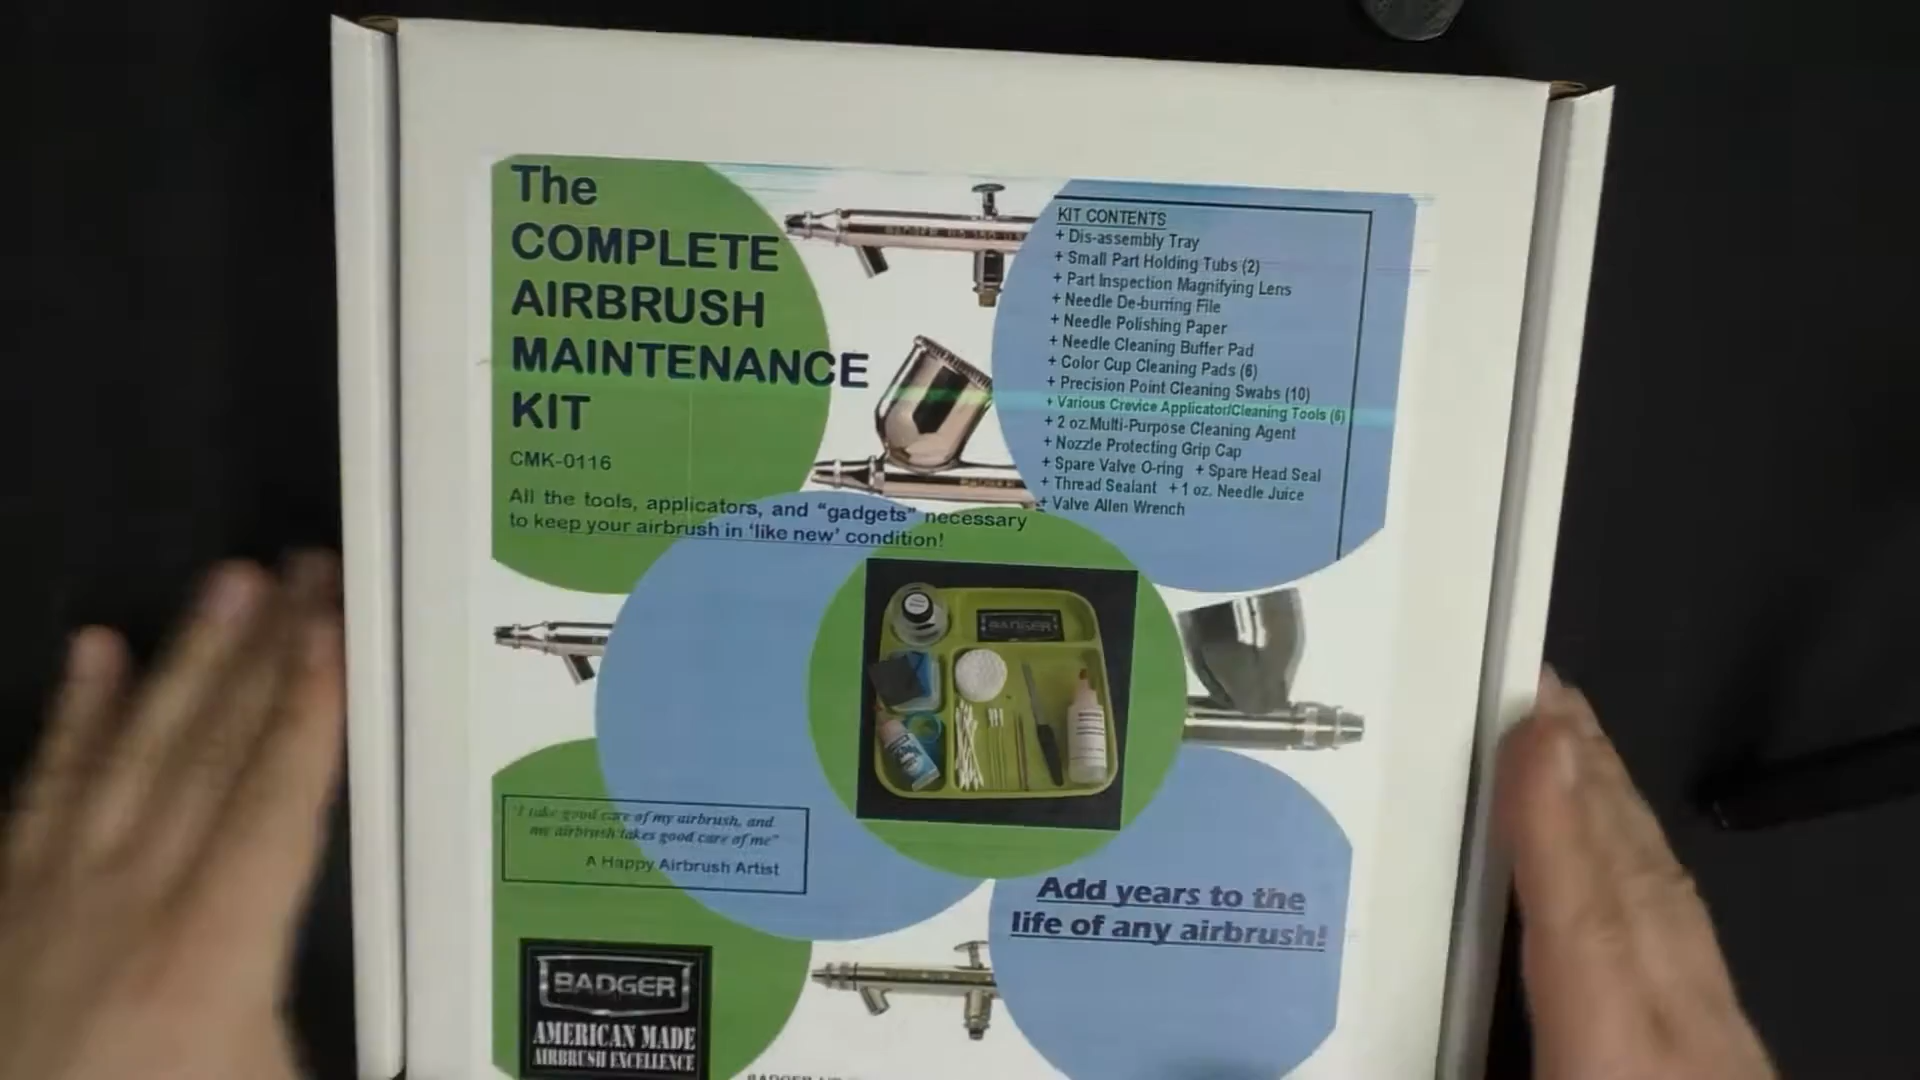 The
COMPLETE
AIRBRUSH
MAINTENANCE
KIT
CMK-0116
All the tools, applicators, and “gadgets” necessary
to keep your airbrush in ‘like new’ condition!
KIT CONTENTS
+ Dis-assembly Tray
+ Small Part Holding Tubs (2)
+ Part Inspection Magnifying Lens
+ Needle De-burring File
+ Needle Polishing Paper
+ Needle Cleaning Buffer Pad
+ Color Cup Cleaning Pads (6)
+ Precision Point Cleaning Swabs (10)
+ Various Crevice Applicator/Cleaning Tools (6)
+ 2 oz.Multi-Purpose Cleaning Agent
+ Nozzle Protecting Grip Cap
+ Spare Valve O-ring + Spare Head Seal
+ Thread Sealant + 1 oz. Needle Juice
+ Valve Allen Wrench
BADGER
"I take good care of my airbrush, and
my airbrush takes good care of me"
A Happy Airbrush Artist
Add years to the
life of any airbrush!
BADGER
AMERICAN MADE
AIRBRUSH EXCELLENCE